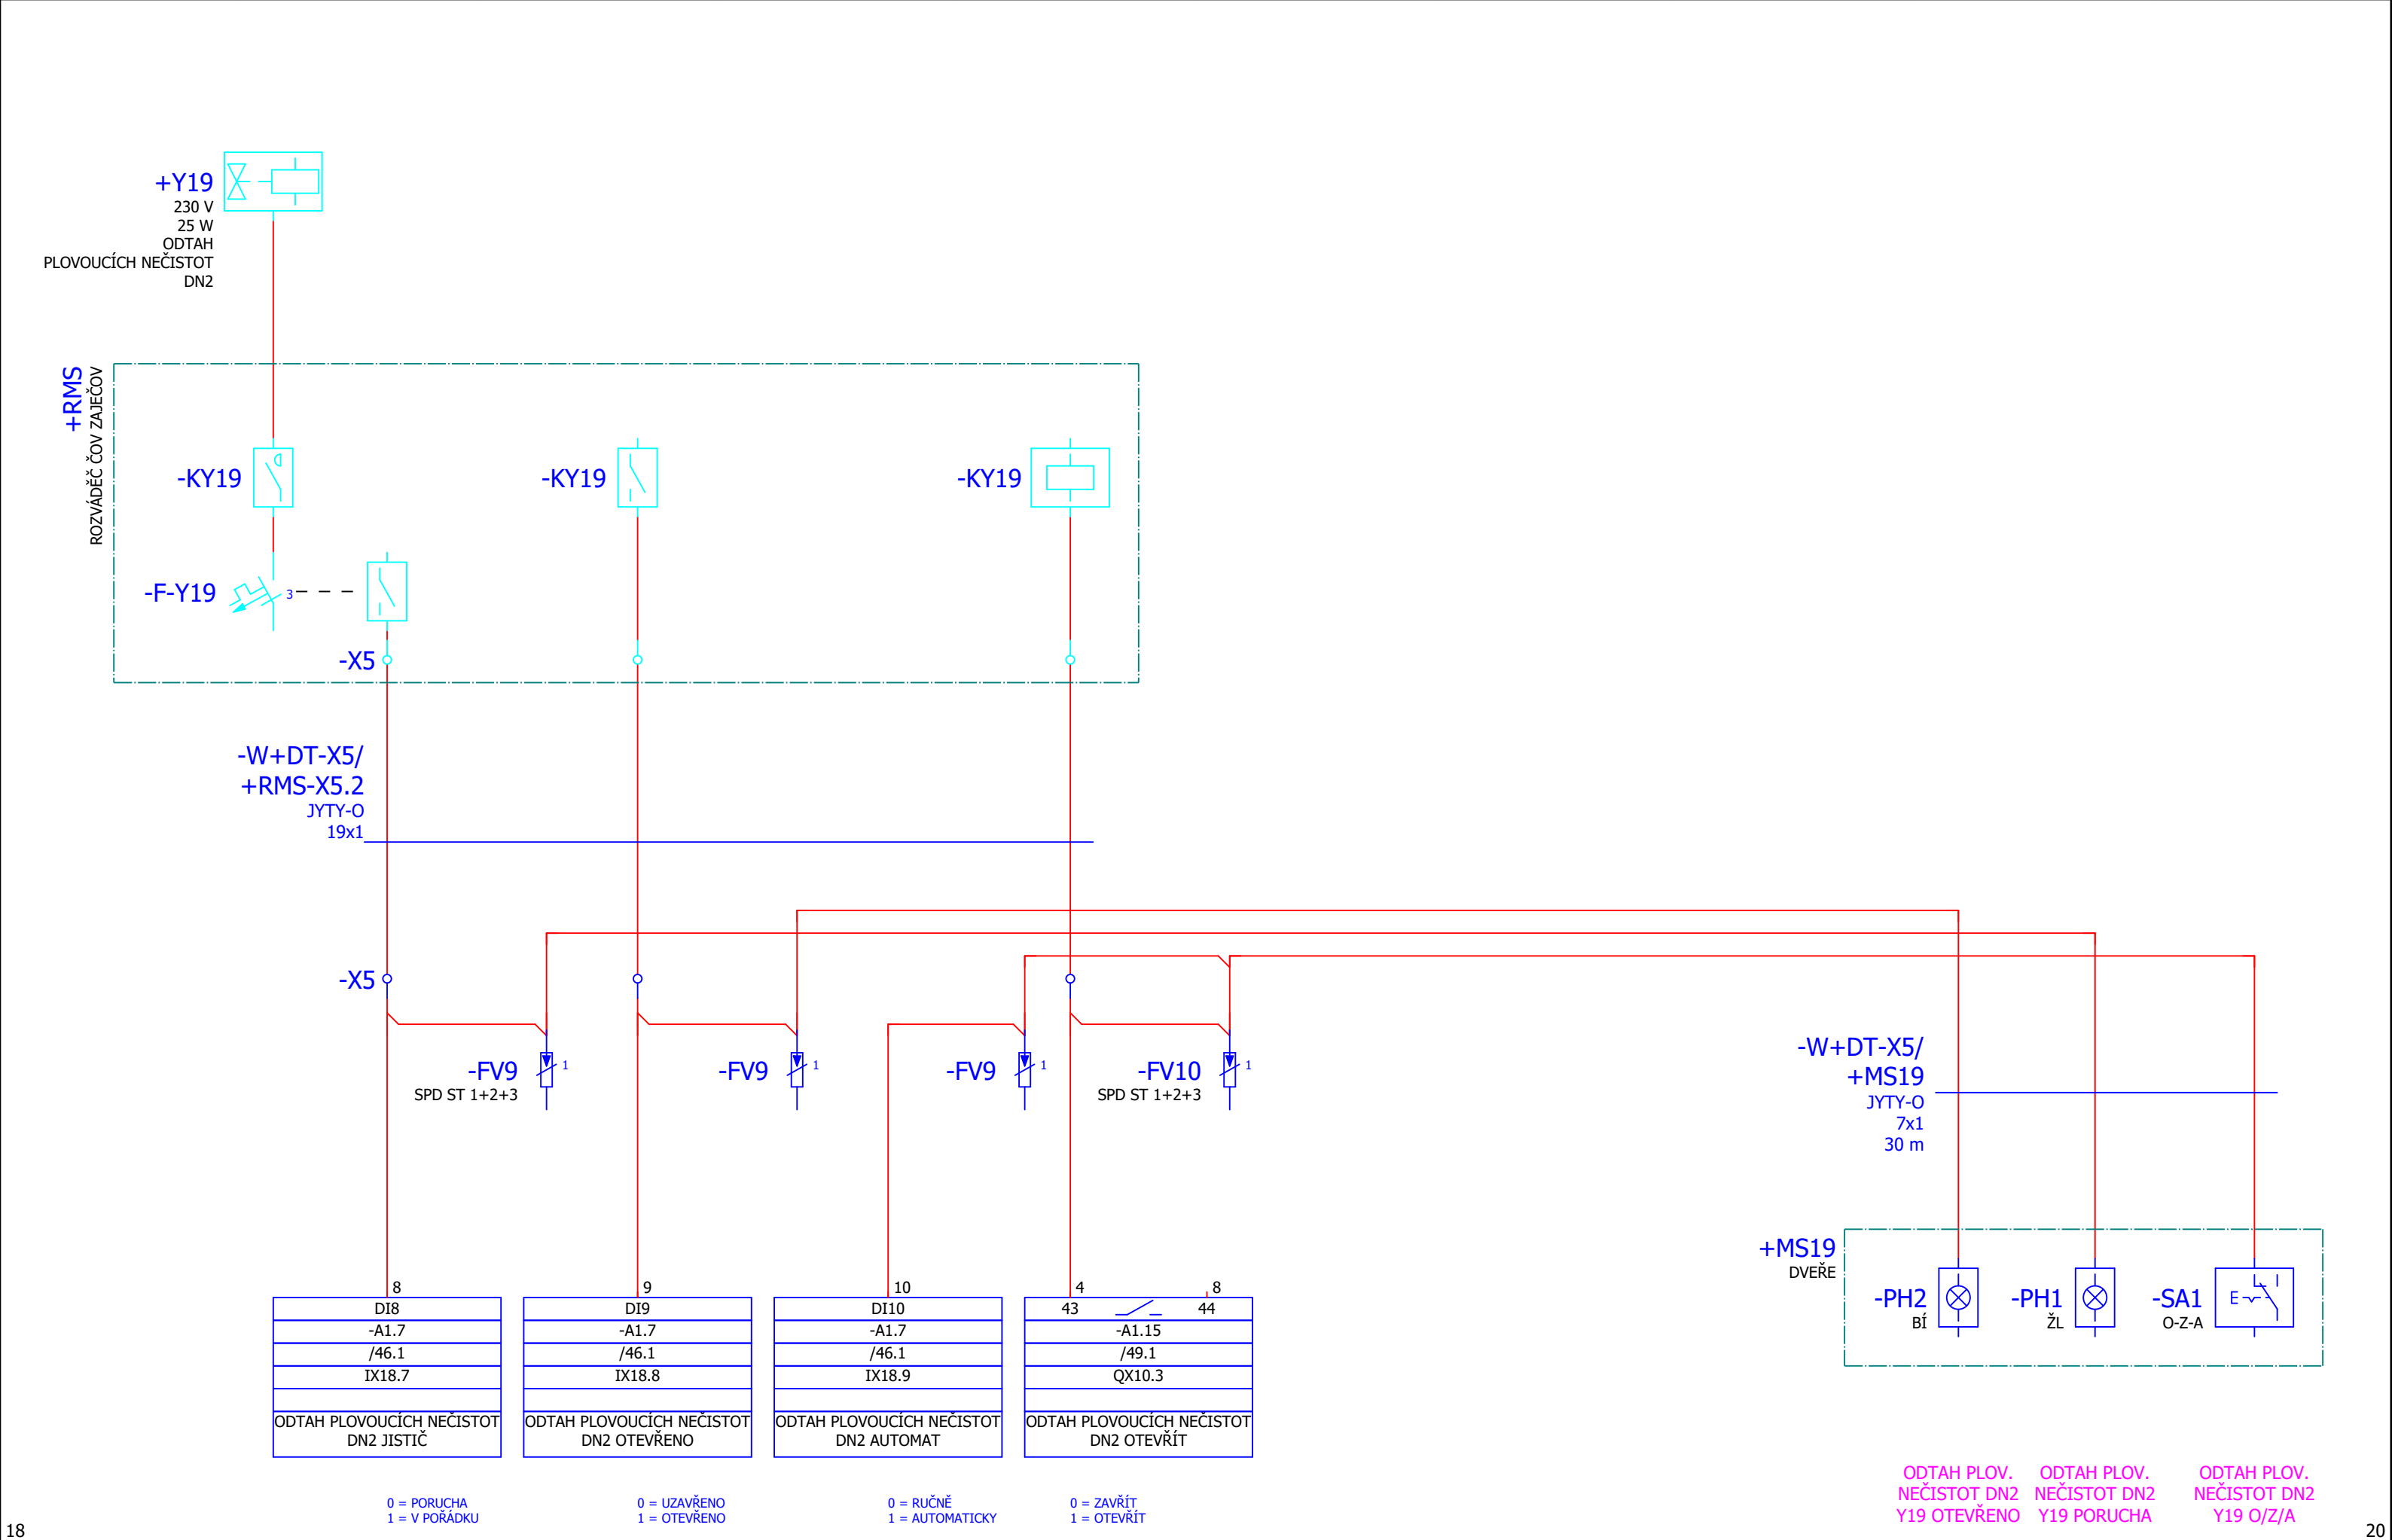 +Y19
230 V
25 W
ODTAH
PLOVOUCÍCH NEČISTOT
DN2
+RMS
ROZVÁDĚČ ČOV ZAJEČOV
-KY19
-KY19
-KY19
-F-Y19
3
-X5
-W+DT-X5/
+RMS-X5.2
JYTY-O
19x1
-X5
-FV9
SPD ST 1+2+3
1
-FV9
1
-FV9
1
-FV10
SPD ST 1+2+3
1
-W+DT-X5/
+MS19
JYTY-O
7x1
30 m
+MS19
DVEŘE
-PH2
BÍ
-PH1
ŽL
-SA1
O-Z-A
E
8
DI8
-A1.7
/46.1
IX18.7
ODTAH PLOVOUCÍCH NEČISTOT
DN2 JISTIČ
0 = PORUCHA
1 = V POŘÁDKU
9
DI9
-A1.7
/46.1
IX18.8
ODTAH PLOVOUCÍCH NEČISTOT
DN2 OTEVŘENO
0 = UZAVŘENO
1 = OTEVŘENO
10
DI10
-A1.7
/46.1
IX18.9
ODTAH PLOVOUCÍCH NEČISTOT
DN2 AUTOMAT
0 = RUČNĚ
1 = AUTOMATICKY
4 8
43 44
-A1.15
/49.1
QX10.3
ODTAH PLOVOUCÍCH NEČISTOT
DN2 OTEVŘÍT
0 = ZAVŘÍT
1 = OTEVŘÍT
ODTAH PLOV.
NEČISTOT DN2
Y19 OTEVŘENO
ODTAH PLOV.
NEČISTOT DN2
Y19 PORUCHA
ODTAH PLOV.
NEČISTOT DN2
Y19 O/Z/A
18
20